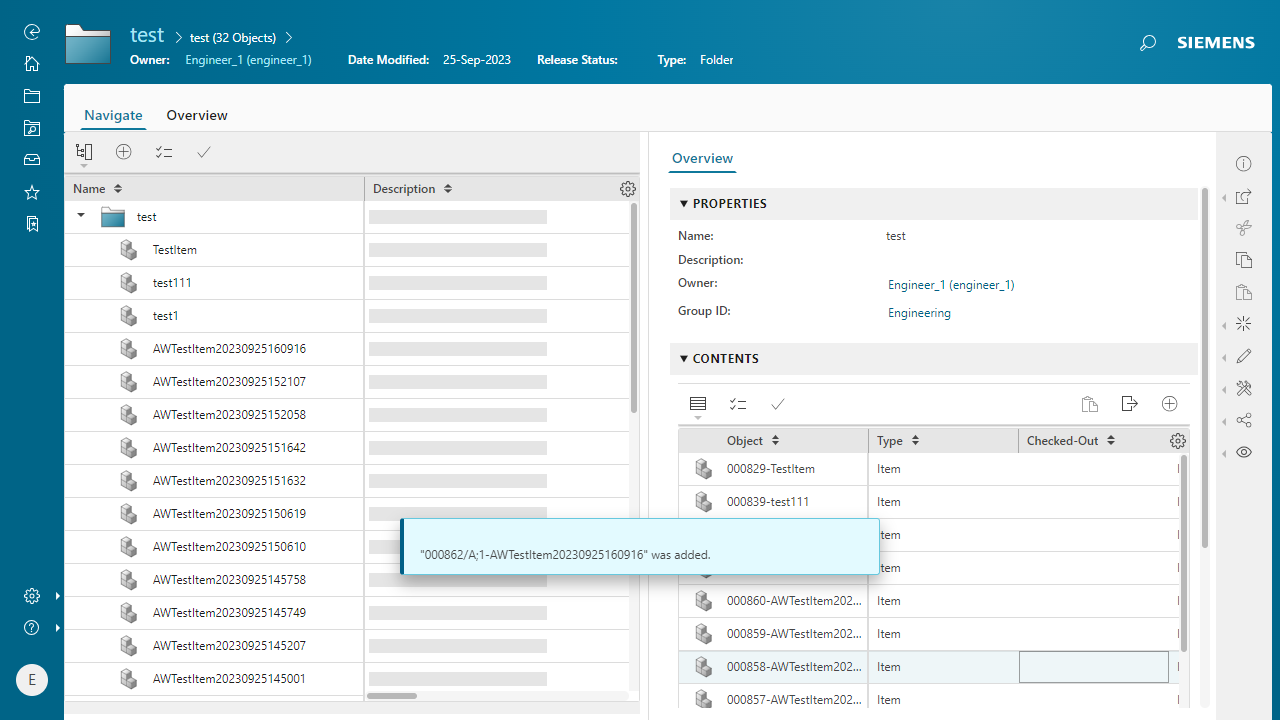 test
test (32 Objects)
Owner: Engineer_1 (engineer_1) Date Modified: 25-Sep-2023 Release Status: Type: Folder
SIEMENS
Navigate Overview
Name Description
test
TestItem
test111
test1
AWTestItem20230925160916
AWTestItem20230925152107
AWTestItem20230925152058
AWTestItem20230925151642
AWTestItem20230925151632
AWTestItem20230925150619
AWTestItem20230925150610
AWTestItem20230925145758
AWTestItem20230925145749
AWTestItem20230925145207
AWTestItem20230925145001
E
Overview
PROPERTIES
Name: test
Description:
Owner: Engineer_1 (engineer_1)
Group ID: Engineering
CONTENTS
Object Type Checked-Out
000829-TestItem Item
000839-test111 Item
Item
Item
000860-AWTestItem202... Item
000859-AWTestItem202... Item
000858-AWTestItem202... Item
000857-AWTestItem202... Item
"000862/A;1-AWTestItem20230925160916" was added.